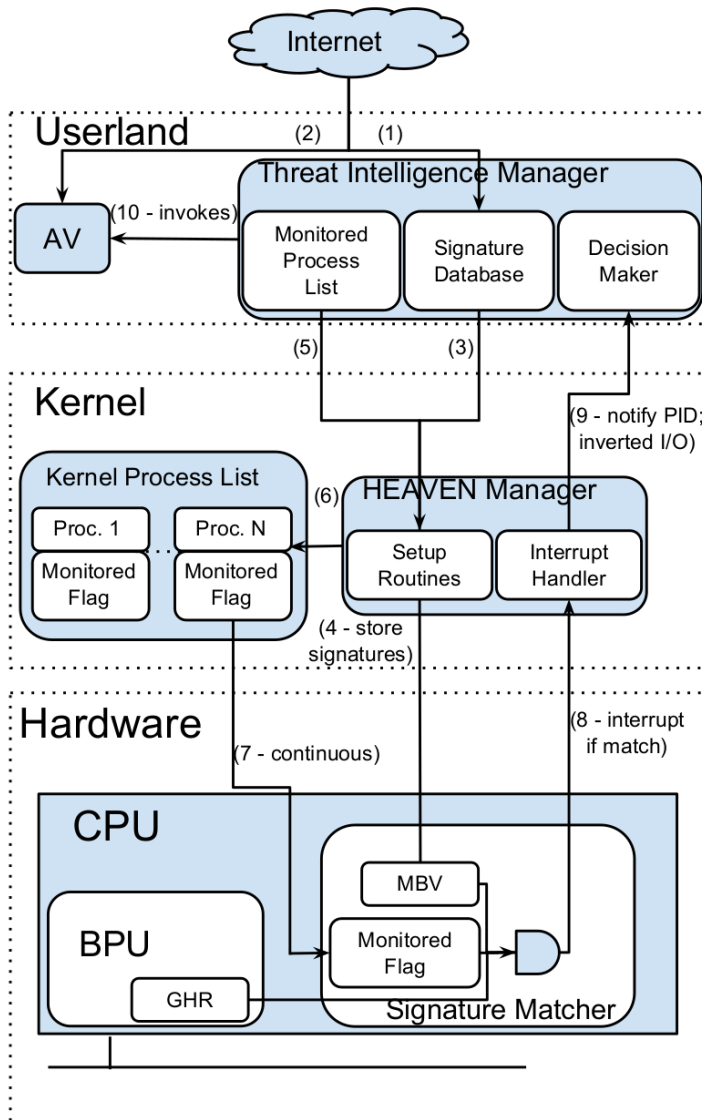 Internet
Userland
(2)
(1)
Threat Intelligence Manager
(10 - invokes)
AV
Monitored
Process
List
Signature
Database
Decision
Maker
(5)
(3)
Kernel
(9 - notify PID;
inverted I/O)
Kernel Process List
(6)
HEAVEN Manager
Proc. 1
Proc. N
Monitored
Flag
Monitored
Flag
Setup
Routines
Interrupt
Handler
(4 - store
signatures)
Hardware
(8 - interrupt
if match)
(7 - continuous)
CPU
MBV
BPU
Monitored
Flag
GHR
Signature Matcher